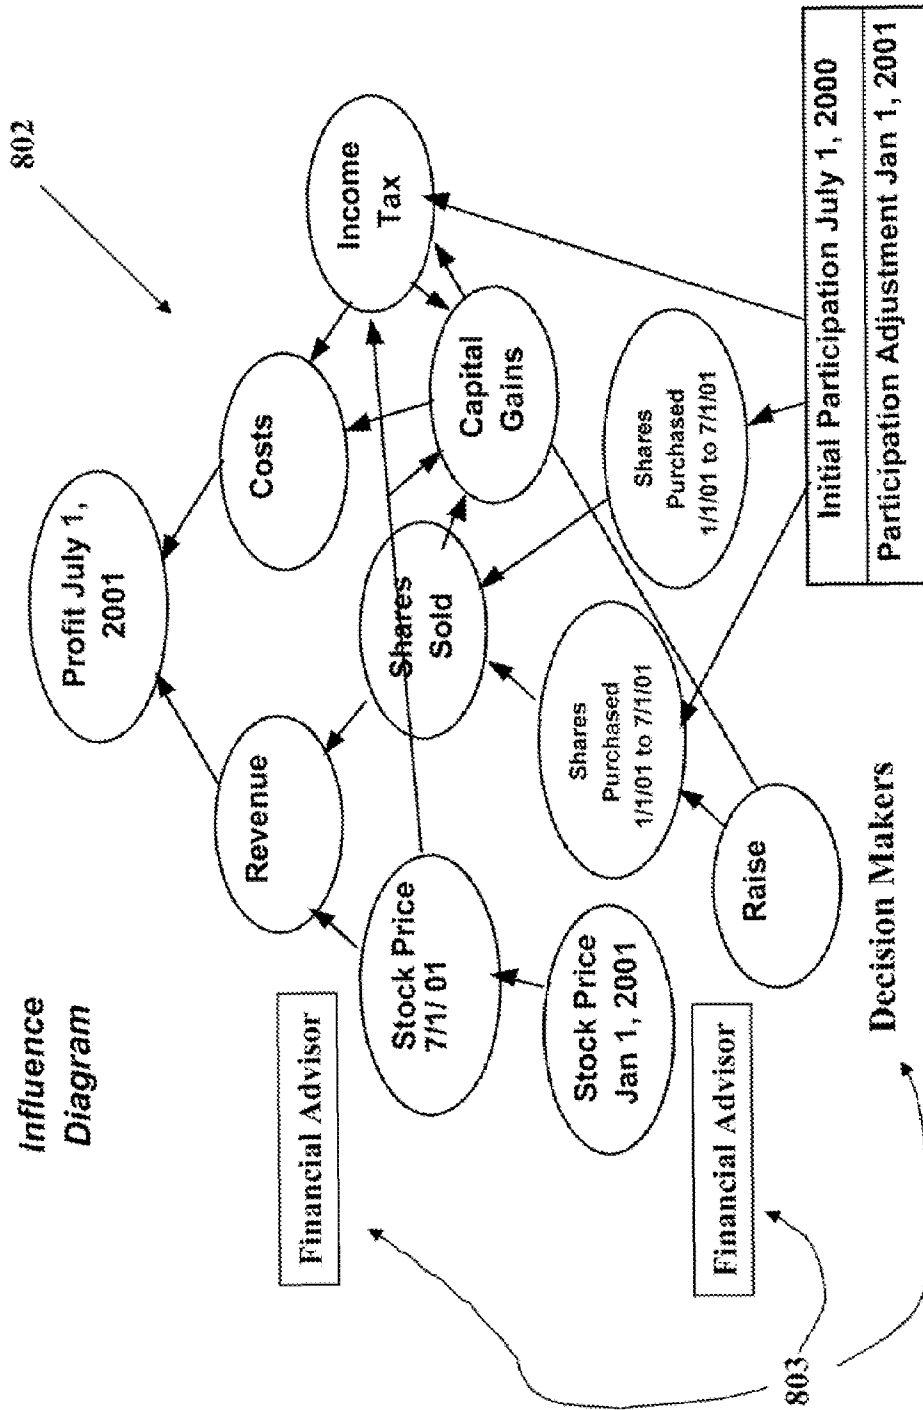 Influence
Diagram
802
Profit July 1,
2001
Revenue
Costs
Financial Advisor
Stock Price
7/1/ 01
Shares
Sold
Income
Tax
Capital
Gains
Stock Price
Jan 1, 2001
Shares
Purchased
1/1/01 to 7/1/01
Shares
Purchased
1/1/01 to 7/1/01
Financial Advisor
Raise
803
Decision Makers
Initial Participation July 1, 2000
Participation Adjustment Jan 1, 2001